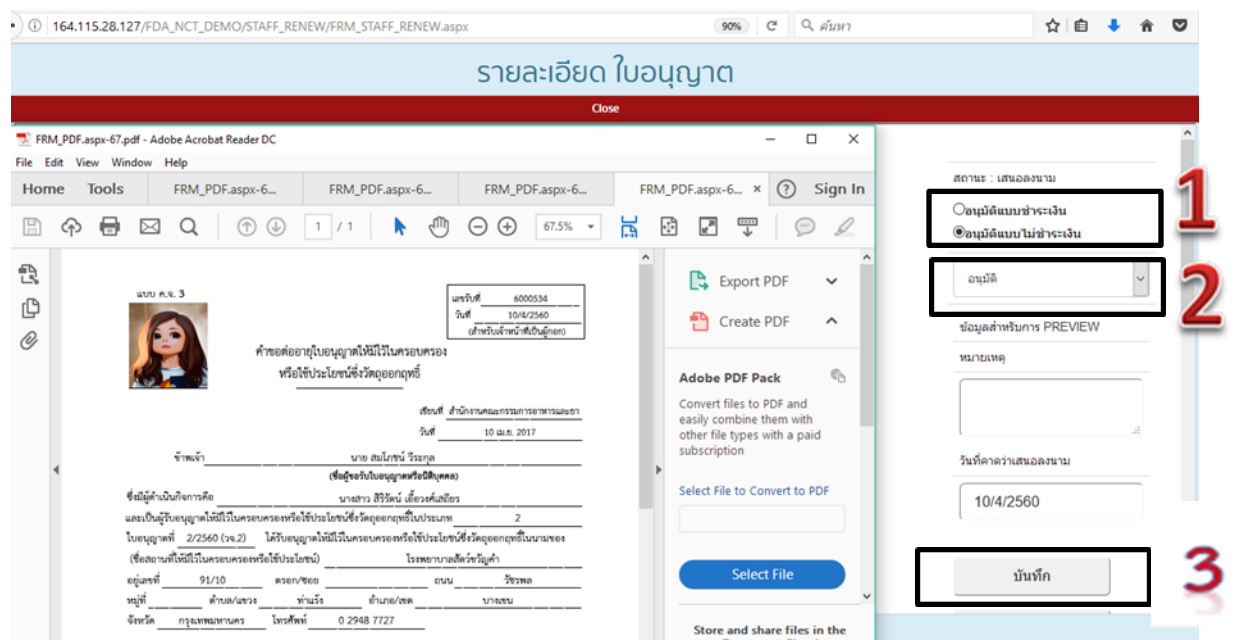 164.115.28.127/FDA_NCT_DEMO/STAFF_RENEW/FRM_STAFF_RENEW.aspx 90% ค้นหา
รายละเอียด ใบอนุญาต
Close
FRM_PDF.aspx-67.pdf - Adobe Acrobat Reader DC
File Edit View Window Help
Home Tools FRM_PDF.aspx-6... FRM_PDF.aspx-6... FRM_PDF.aspx-6... FRM_PDF.aspx-6... × Sign In
1 / 1 67.5%
แบบ ค.จ. 3
เลขรับที่ 6000534
วันที่ 10/4/2560
(สำหรับเจ้าหน้าที่เป็นผู้กรอก)
คำขอต่ออายุใบอนุญาตให้มีไว้ในครอบครอง
หรือใช้ประโยชน์ซึ่งวัตถุออกฤทธิ์
เขียนที่ สำนักงานคณะกรรมการอาหารและยา
วันที่ 10 เม.ย. 2017
ข้าพเจ้า นาย สมโภชน์ วีระกุล
(ชื่อผู้ขอรับใบอนุญาตหรือนิติบุคคล)
ซึ่งมีผู้ดำเนินกิจการคือ นางสาว สิริรัตน์ เอื้อวงศ์เสถียร
และเป็นผู้รับอนุญาตให้มีไว้ในครอบครองหรือใช้ประโยชน์ซึ่งวัตถุออกฤทธิ์ในประเภท 2
ใบอนุญาตที่ 2/2560 (วจ.2) ได้รับอนุญาตให้มีไว้ในครอบครองหรือใช้ประโยชน์ซึ่งวัตถุออกฤทธิ์ในนามของ
(ชื่อสถานที่ให้มีไว้ในครอบครองหรือใช้ประโยชน์) โรงพยาบาลสัตว์ขวัญคำ
อยู่เลขที่ 91/10 ตรอก/ซอย ถนน วัชรพล
หมู่ที่ ตำบล/แขวง ท่าแร้ง อำเภอ/เขต บางเขน
จังหวัด กรุงเทพมหานคร โทรศัพท์ 0 2948 7727
Export PDF
Create PDF
Adobe PDF Pack
Convert files to PDF and
easily combine them with
other file types with a paid
subscription
Select File to Convert to PDF
Select File
Store and share files in the
สถานะ : เสนอลงนาม
อนุมัติแบบชำระเงิน
อนุมัติแบบไม่ชำระเงิน
1
อนุมัติ
2
ข้อมูลสำหรับการ PREVIEW
หมายเหตุ
วันที่คาดว่าเสนอลงนาม
10/4/2560
บันทึก
3